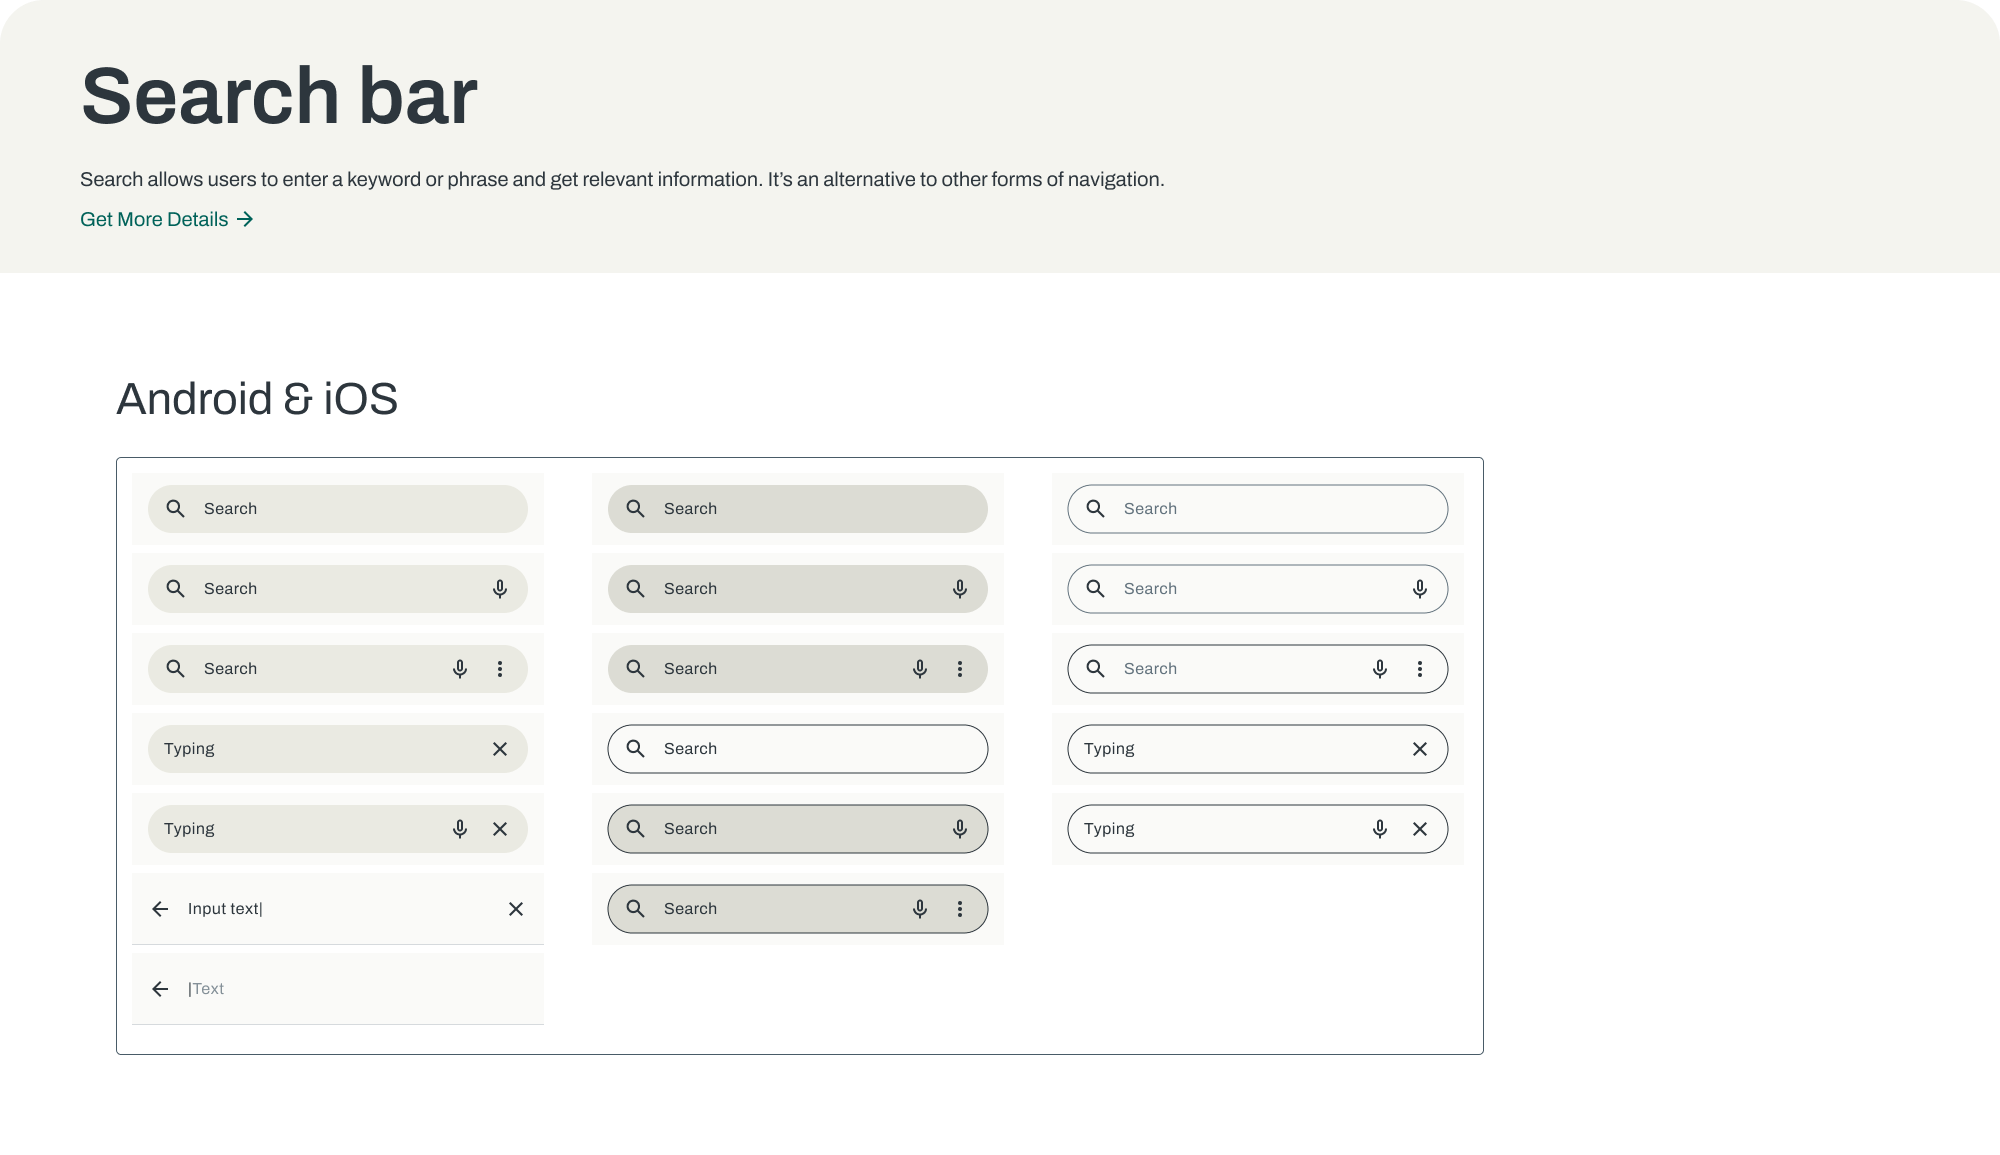 Search bar
Search allows users to enter a keyword or phrase and get relevant information. It’s an alternative to other forms of navigation.
Get More Details
Android & iOS
Search
Search
Search
Typing
Typing
Input text|
|Text
Search
Search
Search
Search
Search
Search
Search
Search
Search
Typing
Typing